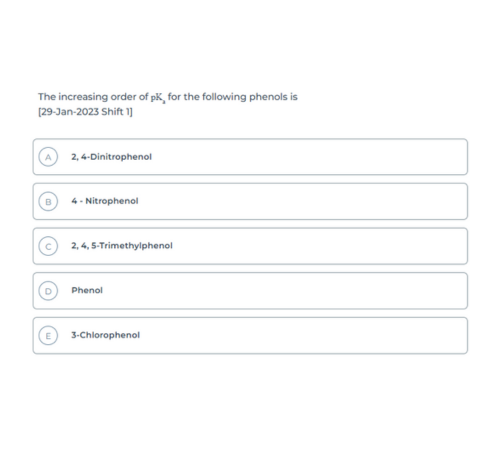 The increasing order of pKₐ for the following phenols is
[29-Jan-2023 Shift 1]
A 2, 4-Dinitrophenol
B 4 - Nitrophenol
C 2, 4, 5-Trimethylphenol
D Phenol
E 3-Chlorophenol